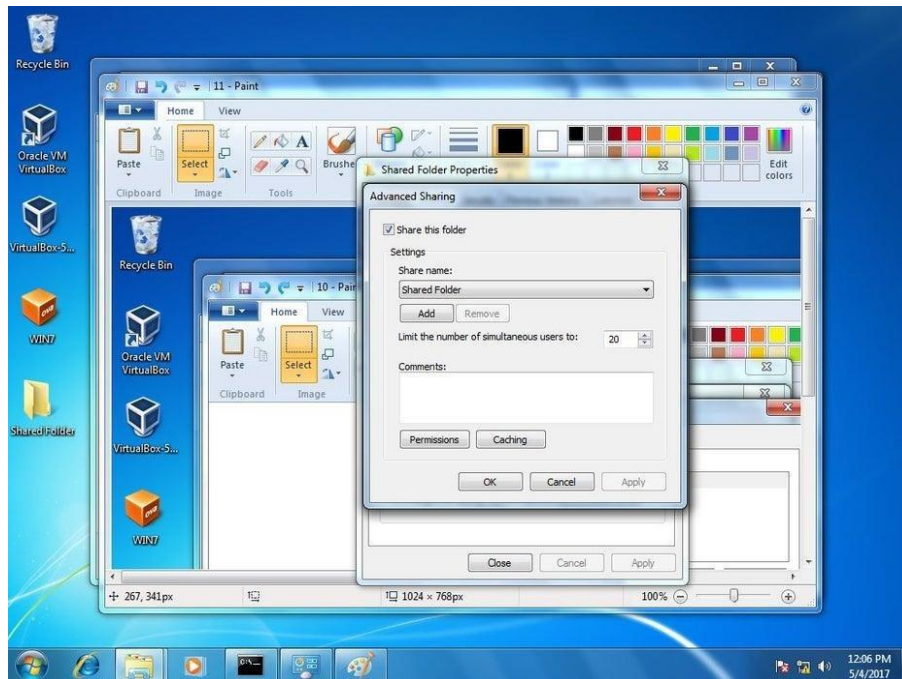 Recycle Bin
Oracle VM
VirtualBox
VirtualBox-5...
WIN7
Shared Folder
11 - Paint
Home View
Paste
Select
Brushe
Edit
colors
Clipboard Image Tools
Shared Folder Properties
Advanced Sharing
Share this folder
Settings
Share name:
Shared Folder
Add Remove
Limit the number of simultaneous users to: 20
Comments:
Permissions Caching
OK Cancel Apply
Close Cancel Apply
Recycle Bin
Oracle VM
VirtualBox
VirtualBox-5...
WIN7
10 - Pain
Home View
Paste
Select
Clipboard Image
267, 341px
1024 × 768px
100%
12:06 PM
5/4/2017